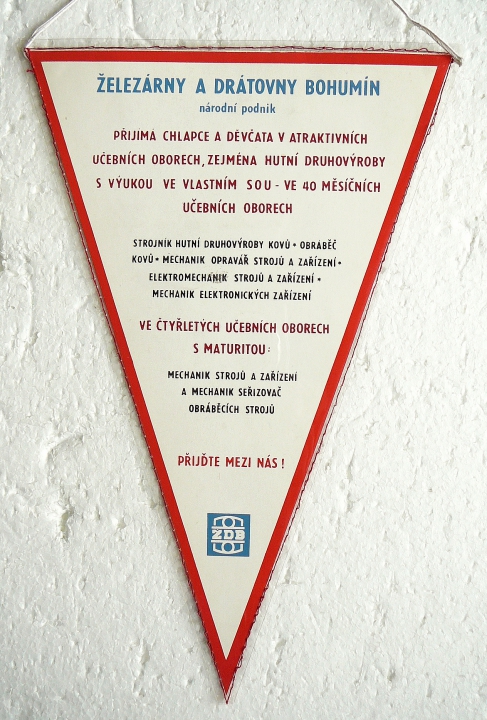 ŽELEZÁRNY A DRÁTOVNY BOHUMÍN
národní podnik
PŘIJÍMA CHLAPCE A DĚVČATA V ATRAKTIVNÍCH
UČEBNÍCH OBORECH, ZEJMÉNA HUTNÍ DRUHOVÝROBY
S VÝUKOU VE VLASTNÍM SOU - VE 40 MĚSÍČNÍCH
UČEBNÍCH OBORECH
STROJNÍK HUTNÍ DRUHOVÝROBY KOVŮ • OBRÁBĚČ
KOVŮ • MECHANIK OPRAVÁŘ STROJŮ A ZAŘÍZENÍ •
ELEKTROMECHANIK STROJŮ A ZAŘÍZENÍ •
MECHANIK ELEKTRONICKÝCH ZAŘÍZENÍ
VE ČTYŘLETÝCH UČEBNÍCH OBORECH
S MATURITOU:
MECHANIK STROJŮ A ZAŘÍZENÍ
A MECHANIK SEŘIZOVAČ
OBRÁBĚCÍCH STROJŮ
PŘIJĎTE MEZI NÁS!
ŽDB